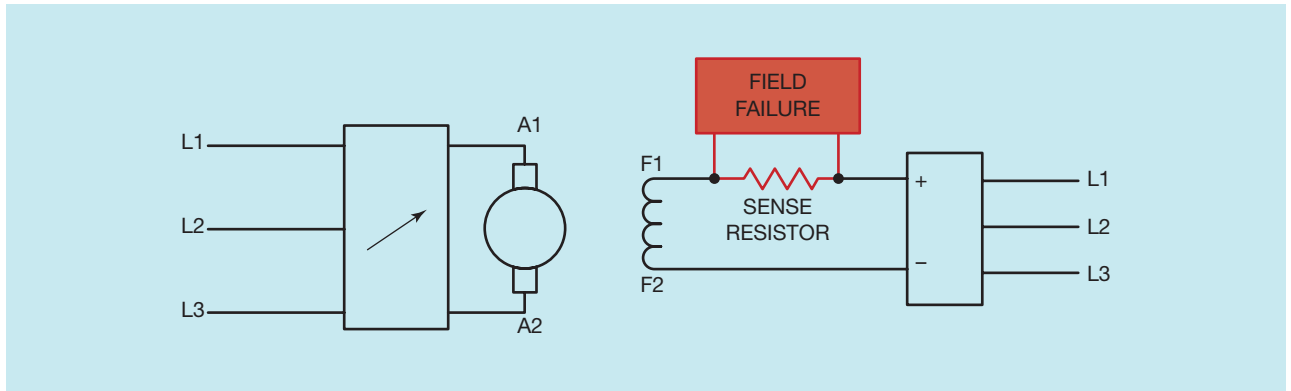 L1
L2
L3
A1
A2
FIELD
FAILURE
F1
SENSE
RESISTOR
F2
+
−
L1
L2
L3